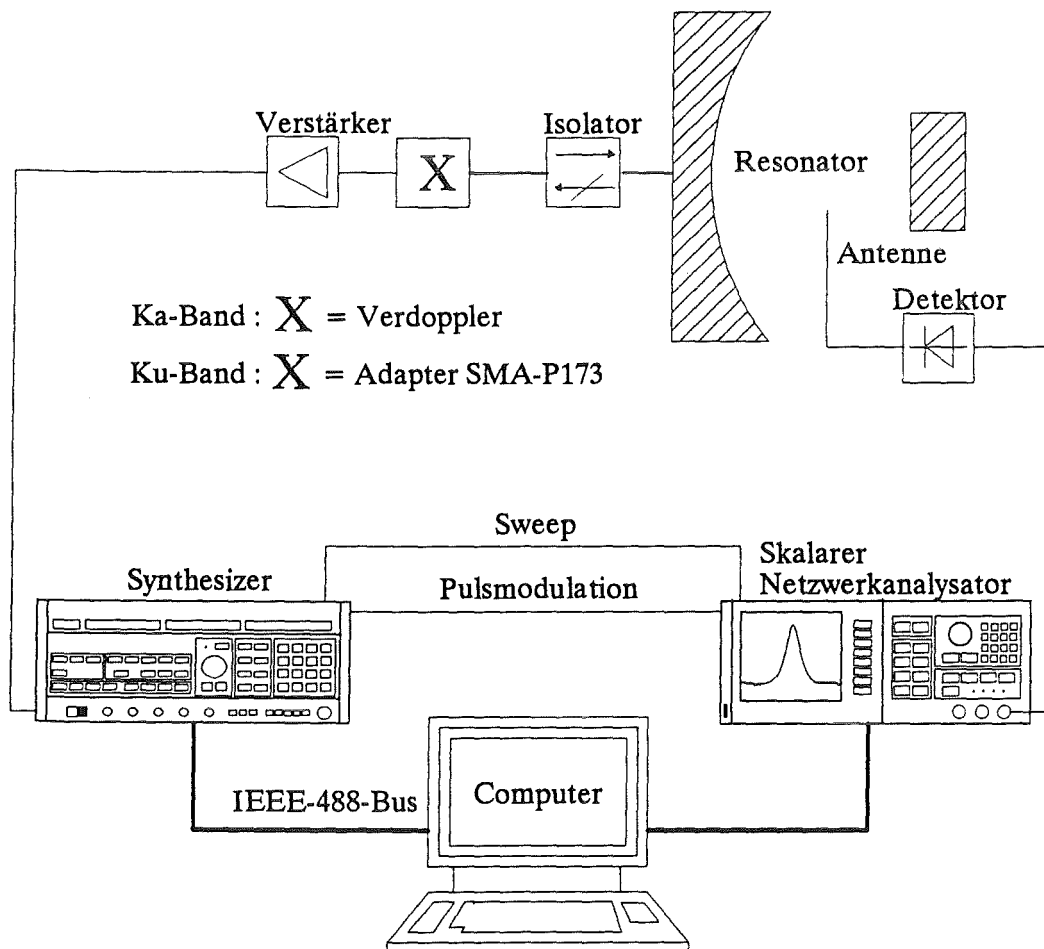 Verstärker
Isolator
X
Resonator
Antenne
Detektor
Ka-Band : X = Verdoppler
Ku-Band : X = Adapter SMA-P173
Sweep
Synthesizer
Pulsmodulation
Skalarer
Netzwerkanalysator
IEEE-488-Bus
Computer